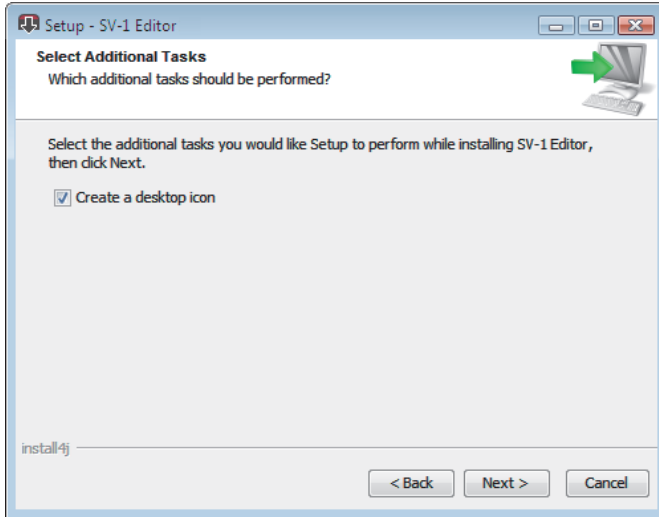 Setup - SV-1 Editor
Select Additional Tasks
Which additional tasks should be performed?
Select the additional tasks you would like Setup to perform while installing SV-1 Editor,
then click Next.
Create a desktop icon
install4j
< Back
Next >
Cancel